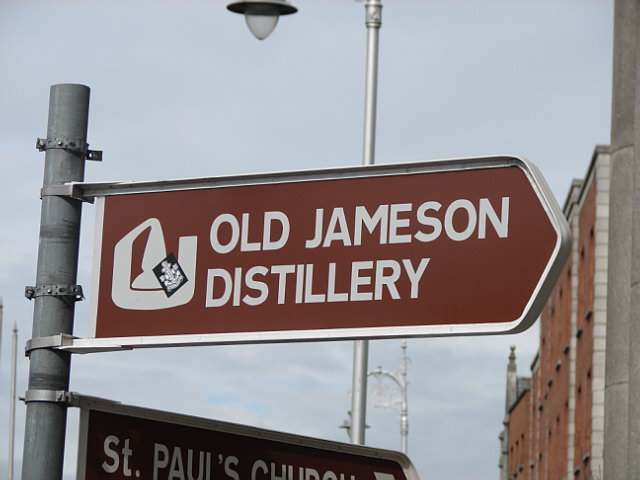 OLD JAMESON
DISTILLERY
St. PAUL'S CHURCH